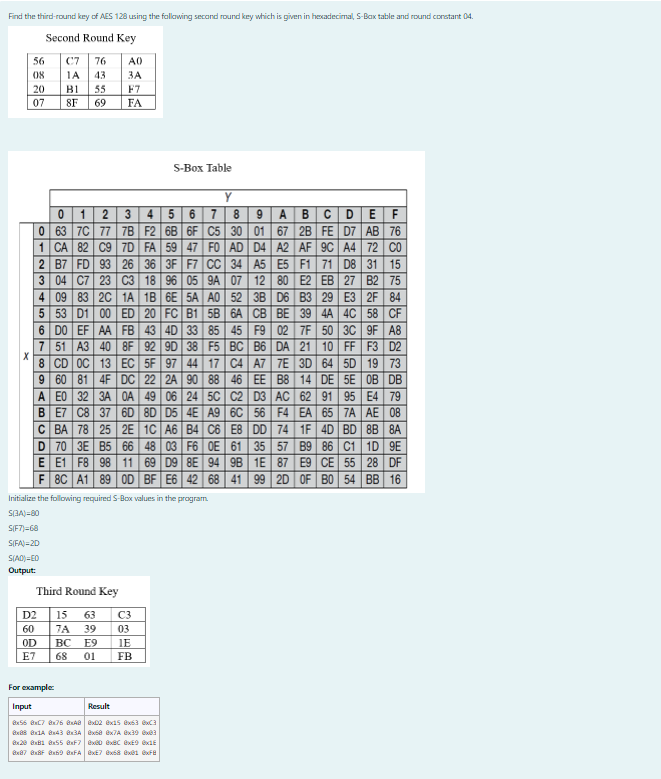 Find the third-round key of AES 128 using the following second round key which is given in hexadecimal, S-Box table and round constant 04.
Second Round Key
56 C7 76 A0
08 1A 43 3A
20 B1 55 F7
07 8F 69 FA
S-Box Table
Y
0 1 2 3 4 5 6 7 8 9 A B C D E F
0 63 7C 77 7B F2 6B 6F C5 30 01 67 2B FE D7 AB 76
1 CA 82 C9 7D FA 59 47 F0 AD D4 A2 AF 9C A4 72 C0
2 B7 FD 93 26 36 3F F7 CC 34 A5 E5 F1 71 D8 31 15
3 04 C7 23 C3 18 96 05 9A 07 12 80 E2 EB 27 B2 75
4 09 83 2C 1A 1B 6E 5A A0 52 3B D6 B3 29 E3 2F 84
5 53 D1 00 ED 20 FC B1 5B 6A CB BE 39 4A 4C 58 CF
6 D0 EF AA FB 43 4D 33 85 45 F9 02 7F 50 3C 9F A8
7 51 A3 40 8F 92 9D 38 F5 BC B6 DA 21 10 FF F3 D2
X
8 CD 0C 13 EC 5F 97 44 17 C4 A7 7E 3D 64 5D 19 73
9 60 81 4F DC 22 2A 90 88 46 EE B8 14 DE 5E 0B DB
A E0 32 3A 0A 49 06 24 5C C2 D3 AC 62 91 95 E4 79
B E7 C8 37 6D 8D D5 4E A9 6C 56 F4 EA 65 7A AE 08
C BA 78 25 2E 1C A6 B4 C6 E8 DD 74 1F 4D BD 8B 8A
D 70 3E B5 66 48 03 F6 0E 61 35 57 B9 86 C1 1D 9E
E E1 F8 98 11 69 D9 8E 94 9B 1E 87 E9 CE 55 28 DF
F 8C A1 89 0D BF E6 42 68 41 99 2D 0F B0 54 BB 16
Initialize the following required S-Box values in the program.
S(3A)=80
S(F7)=68
S(FA)=2D
S(A0)=E0
Output:
Third Round Key
D2 15 63 C3
60 7A 39 03
0D BC E9 1E
E7 68 01 FB
For example:
Input Result
0x56 0xC7 0x76 0xA0 0xD2 0x15 0x63 0xC3
0x08 0x1A 0x43 0x3A 0x60 0x7A 0x39 0x03
0x20 0xB1 0x55 0xF7 0x0D 0xBC 0xE9 0x1E
0x07 0x8F 0x69 0xFA 0xE7 0x68 0x01 0xFB